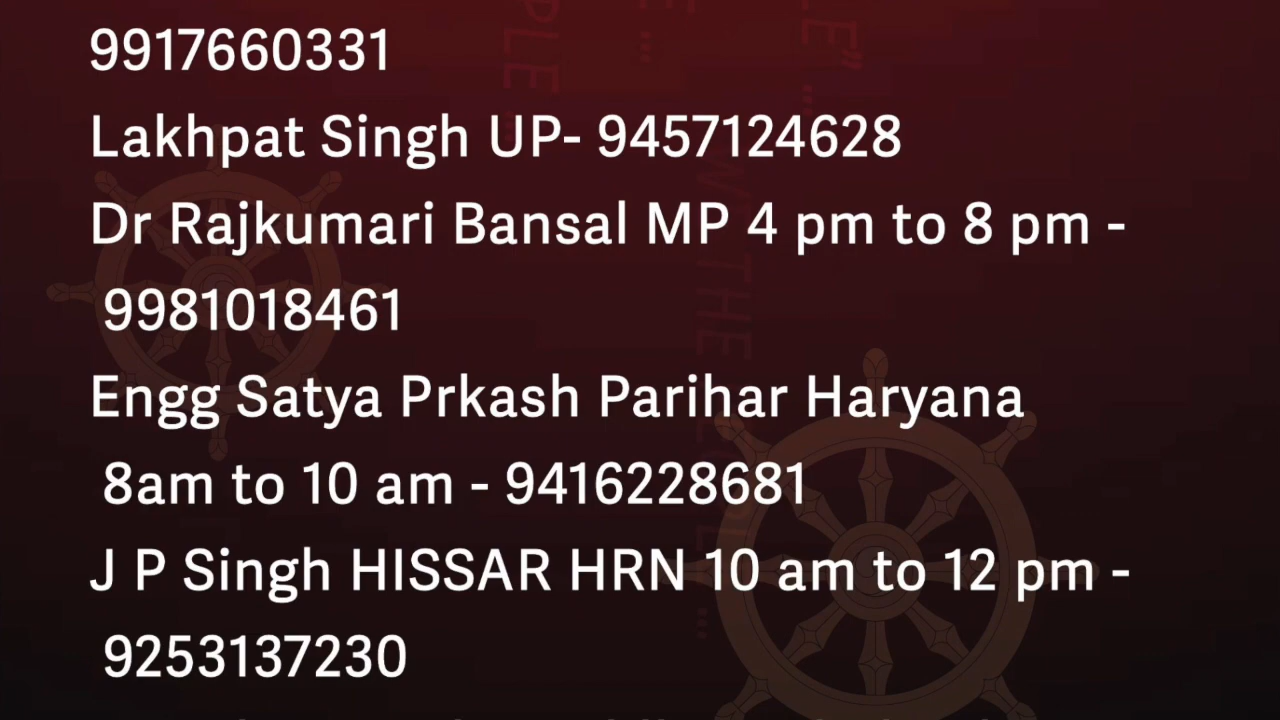 9917660331
Lakhpat Singh UP- 9457124628
Dr Rajkumari Bansal MP 4 pm to 8 pm -
9981018461
Engg Satya Prkash Parihar Haryana
8am to 10 am - 9416228681
J P Singh HISSAR HRN 10 am to 12 pm -
9253137230